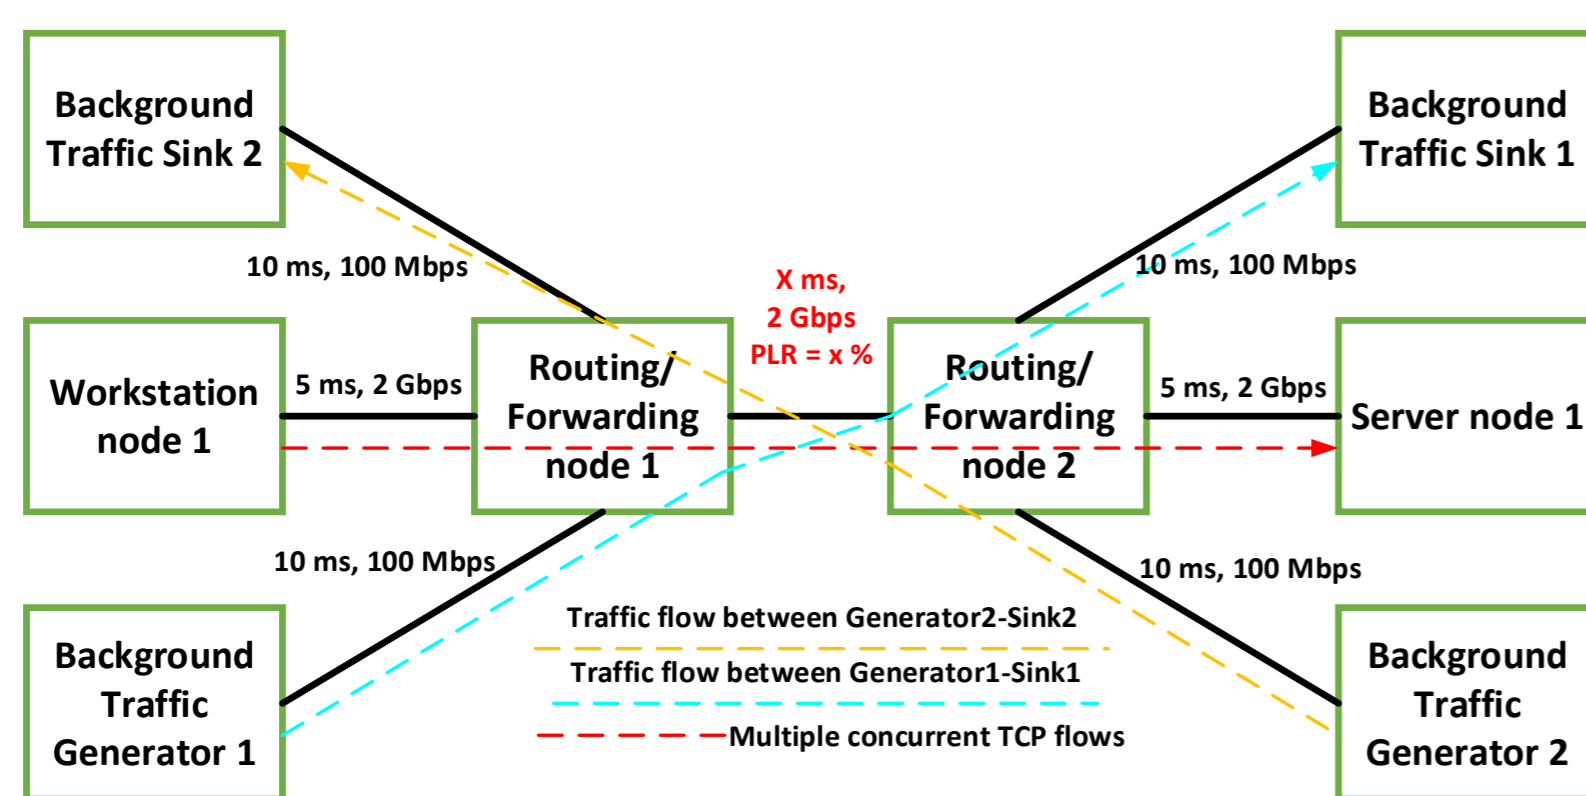 Background
Traffic Sink 2
Background
Traffic Sink 1
10 ms, 100 Mbps
10 ms, 100 Mbps
X ms,
2 Gbps
PLR = x %
Workstation
node 1
5 ms, 2 Gbps
Routing/
Forwarding
node 1
Routing/
Forwarding
node 2
5 ms, 2 Gbps
Server node 1
10 ms, 100 Mbps
10 ms, 100 Mbps
Traffic flow between Generator2-Sink2
Traffic flow between Generator1-Sink1
Multiple concurrent TCP flows
Background
Traffic
Generator 1
Background
Traffic
Generator 2